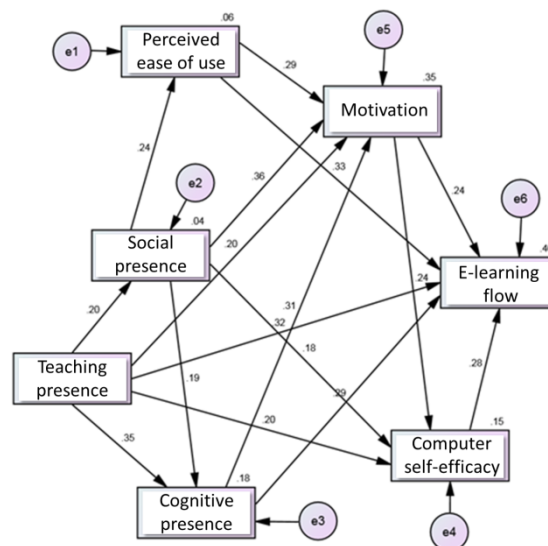 .06
e1
Perceived
ease of use
e5
.29
.35
Motivation
.24
e2
.36
.33
.24
e6
.04
Social
presence
.20
.24
E-learning
flow
.20
.31
.32
.18
Teaching
presence
.19
.29
.28
.20
.15
.35
Computer
self-efficacy
.18
Cognitive
presence
e3
e4